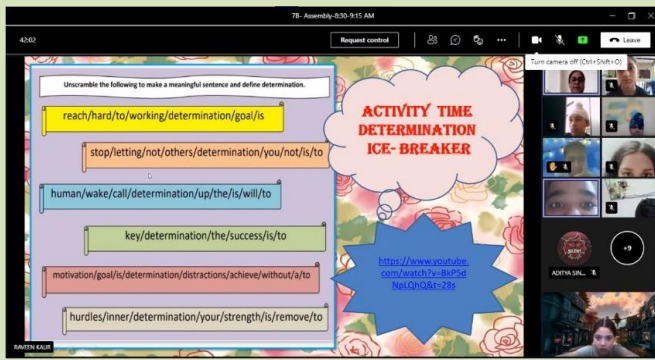 7B- Assembly-8:30-9:15 AM
42:02
Request control
Leave
Turn camera off (Ctrl+Shift+O)
Unscramble the following to make a meaningful sentence and define determination.
reach/hard/to/working/determination/goal/is
stop/letting/not/others/determination/you/not/is/to
human/wake/call/determination/up/the/is/will/to
key/determination/the/success/is/to
motivation/goal/is/determination/distractions/achieve/without/a/to
hurdles/inner/determination/your/strength/is/remove/to
ACTIVITY TIME
DETERMINATION
ICE- BREAKER
https://www.youtube.
com/watch?v=BkP5d
NpLQhQ&t=28s
+9
ADITYA SIN...
RAVEEN KAUR